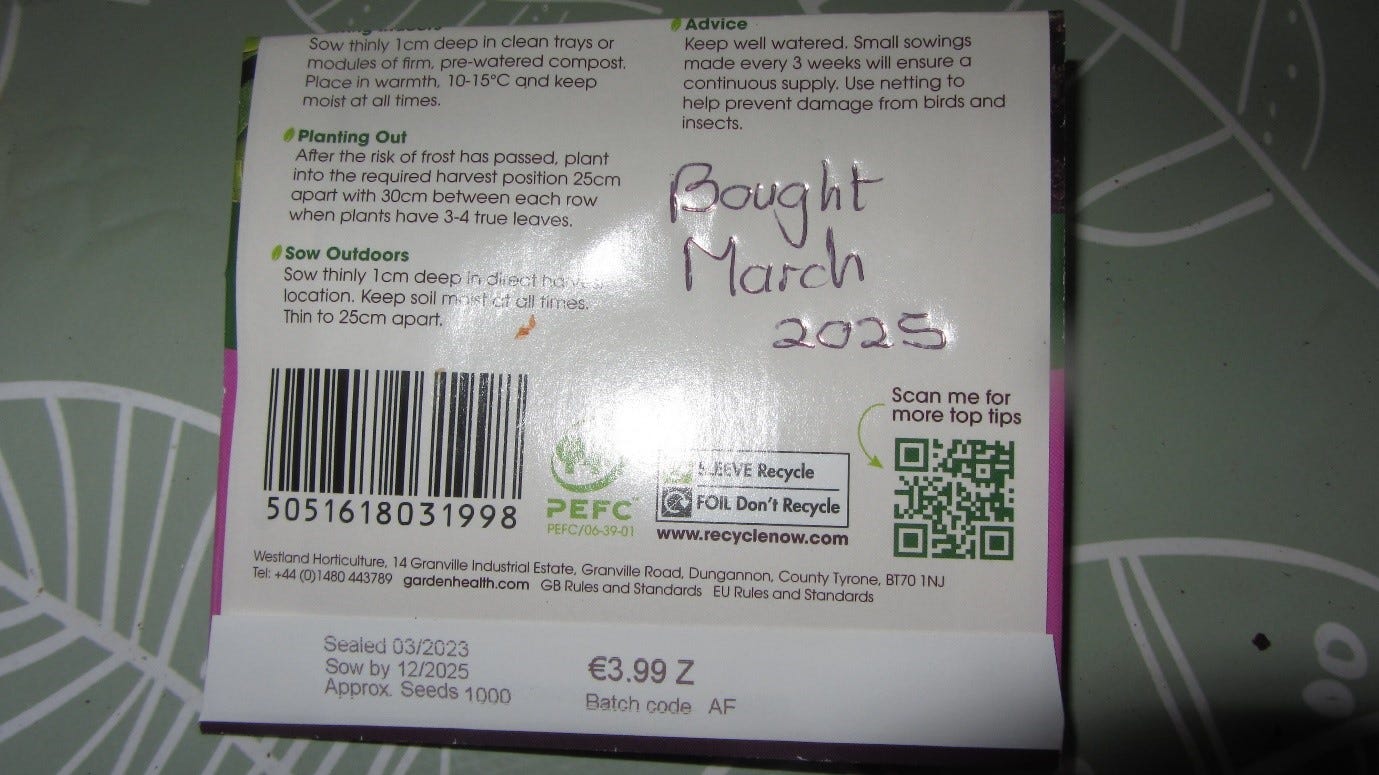 Sow thinly 1cm deep in clean trays or
modules of firm, pre-watered compost.
Place in warmth, 10-15°C and keep
moist at all times.
Planting Out
After the risk of frost has passed, plant
into the required harvest position 25cm
apart with 30cm between each row
when plants have 3-4 true leaves.
Sow Outdoors
Sow thinly 1cm deep in direct
location. Keep soil moist at all times.
Thin to 25cm apart.
Advice
Keep well watered. Small sowings
made every 3 weeks will ensure a
continuous supply. Use netting to
help prevent damage from birds and
insects.
Bought
March
2025
Scan me for
more top tips
5051618031998
PEFC
PEFC/06-39-01
SLEEVE Recycle
FOIL Don't Recycle
www.recyclenow.com
Westland Horticulture, 14 Granville Industrial Estate, Granville Road, Dungannon, County Tyrone, BT70 1NJ
Tel: +44 (0)1480 443789 gardenhealth.com GB Rules and Standards EU Rules and Standards
Sealed 03/2023
Sow by 12/2025
Approx. Seeds 1000
€3.99 Z
Batch code AF